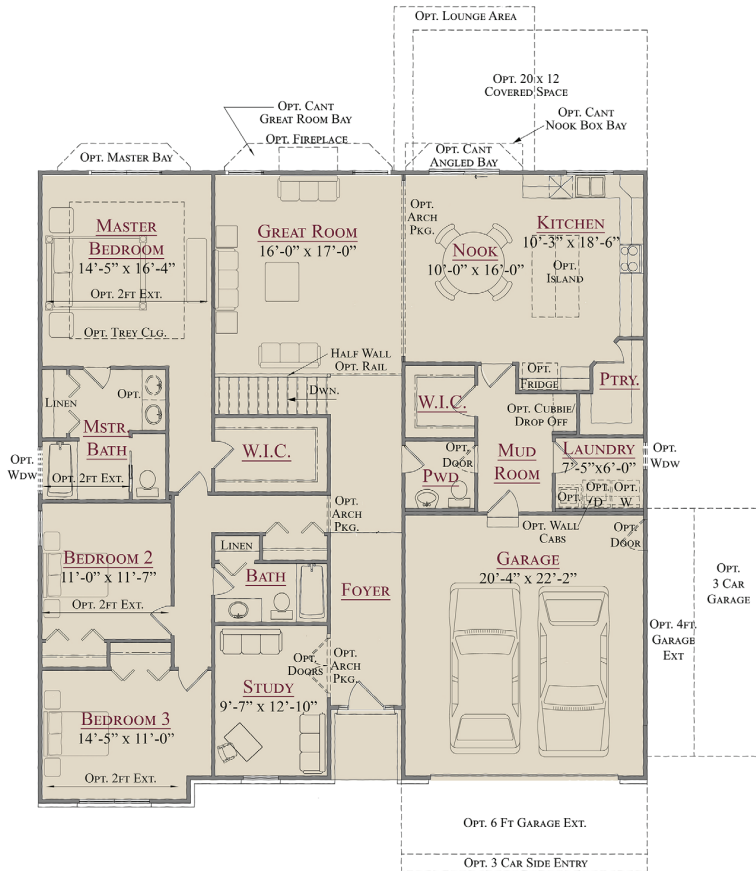 Opt. Lounge Area
Opt. 20 x 12
Covered Space
Opt. Cant
Great Room Bay
Opt. Cant
Nook Box Bay
Opt. Fireplace
Opt. Master Bay
Opt. Cant
Angled Bay
Master
Bedroom
14'-5" x 16'-4"
Opt. 2ft Ext.
Opt. Trey Clg.
Great Room
16'-0" x 17'-0"
Opt.
Arch
Pkg.
Nook
10'-0" x 16'-0"
Kitchen
10'-3" x 18'-6"
Opt.
Island
Half Wall
Opt. Rail
Dwn.
Opt.
Fridge
Ptry.
Linen
Opt.
Mstr.
Bath
Opt. 2ft Ext.
Opt.
Wdw
W.I.C.
W.I.C.
Opt. Cubbie/
Drop Off
Opt.
Door
Pwd
Mud
Room
Laundry
7'-5"x6'-0"
Opt.
Wdw
Opt.
Opt.
D
Opt.
W
Opt. Wall
Cabs
Opt.
Arch
Pkg.
Bedroom 2
11'-0" x 11'-7"
Opt. 2ft Ext.
Linen
Bath
Foyer
Garage
20'-4" x 22'-2"
Opt.
Door
Opt.
3 Car
Garage
Opt. 4ft.
Garage
Ext
Opt.
Doors
Opt.
Arch
Pkg.
Study
9'-7" x 12'-10"
Bedroom 3
14'-5" x 11'-0"
Opt. 2ft Ext.
Opt. 6 Ft Garage Ext.
Opt. 3 Car Side Entry